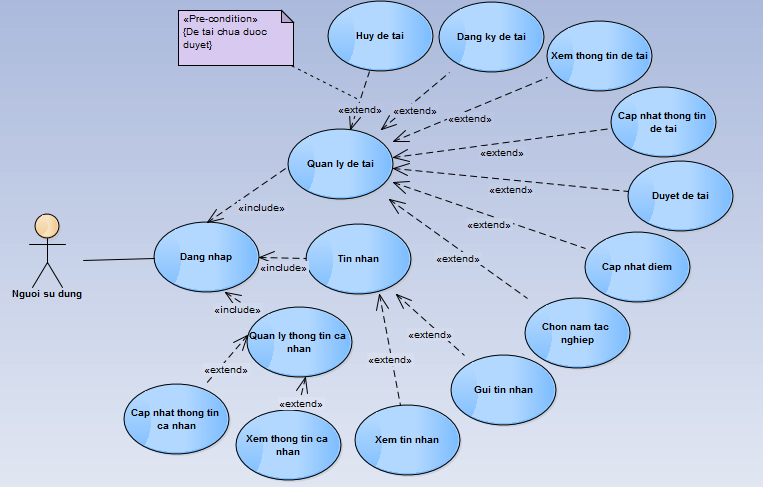 «Pre-condition»
{De tai chua duoc
duyet}
Huy de tai
Dang ky de tai
Xem thong tin de tai
«extend»
«extend»
«extend»
Cap nhat thong tin
de tai
Quan ly de tai
«extend»
«extend»
Duyet de tai
«include»
«extend»
Dang nhap
Tin nhan
«extend»
«include»
Cap nhat diem
Nguoi su dung
«include»
Quan ly thong tin ca
nhan
Chon nam tac
nghiep
«extend»
«extend»
«extend»
Gui tin nhan
«extend»
Cap nhat thong tin
ca nhan
Xem thong tin ca
nhan
Xem tin nhan